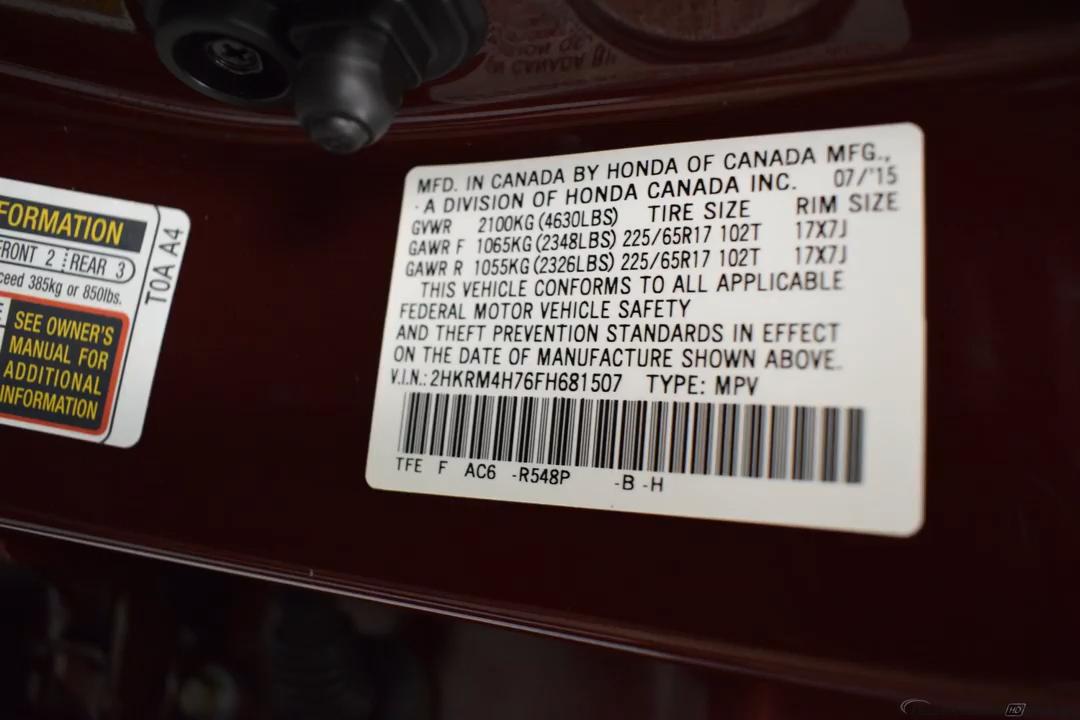 FORMATION
FRONT 2 REAR 3
ceed 385kg or 850lbs.
SEE OWNER'S
MANUAL FOR
ADDITIONAL
INFORMATION
T0A A4
MFD. IN CANADA BY HONDA OF CANADA MFG.,
A DIVISION OF HONDA CANADA INC. 07/'15
GVWR 2100KG (4630LBS) TIRE SIZE RIM SIZE
GAWR F 1065KG (2348LBS) 225/65R17 102T 17X7J
GAWR R 1055KG (2326LBS) 225/65R17 102T 17X7J
THIS VEHICLE CONFORMS TO ALL APPLICABLE
FEDERAL MOTOR VEHICLE SAFETY
AND THEFT PREVENTION STANDARDS IN EFFECT
ON THE DATE OF MANUFACTURE SHOWN ABOVE.
V.I.N.: 2HKRM4H76FH681507 TYPE: MPV
TFE F AC6 -R548P -B -H
HD